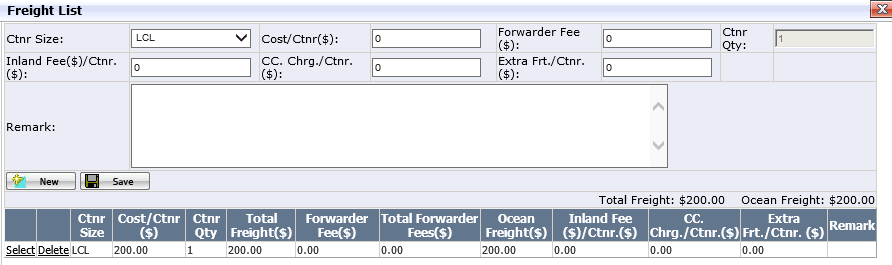 Freight List
Ctnr Size: LCL Cost/Ctnr($): 0 Forwarder Fee ($): 0 Ctnr Qty: 1
Inland Fee($)/Ctnr.($): 0 CC. Chrg./Ctnr.($): 0 Extra Frt./Ctnr.($): 0
Remark:
New Save
Total Freight: $200.00 Ocean Freight: $200.00
Ctnr Size Cost/Ctnr ($) Ctnr Qty Total Freight($) Forwarder Fee($) Total Forwarder Fees($) Ocean Freight($) Inland Fee ($)/Ctnr.($) CC. Chrg./Ctnr.($) Extra Frt./Ctnr. ($) Remark
Select Delete LCL 200.00 1 200.00 0.00 0.00 200.00 0.00 0.00 0.00